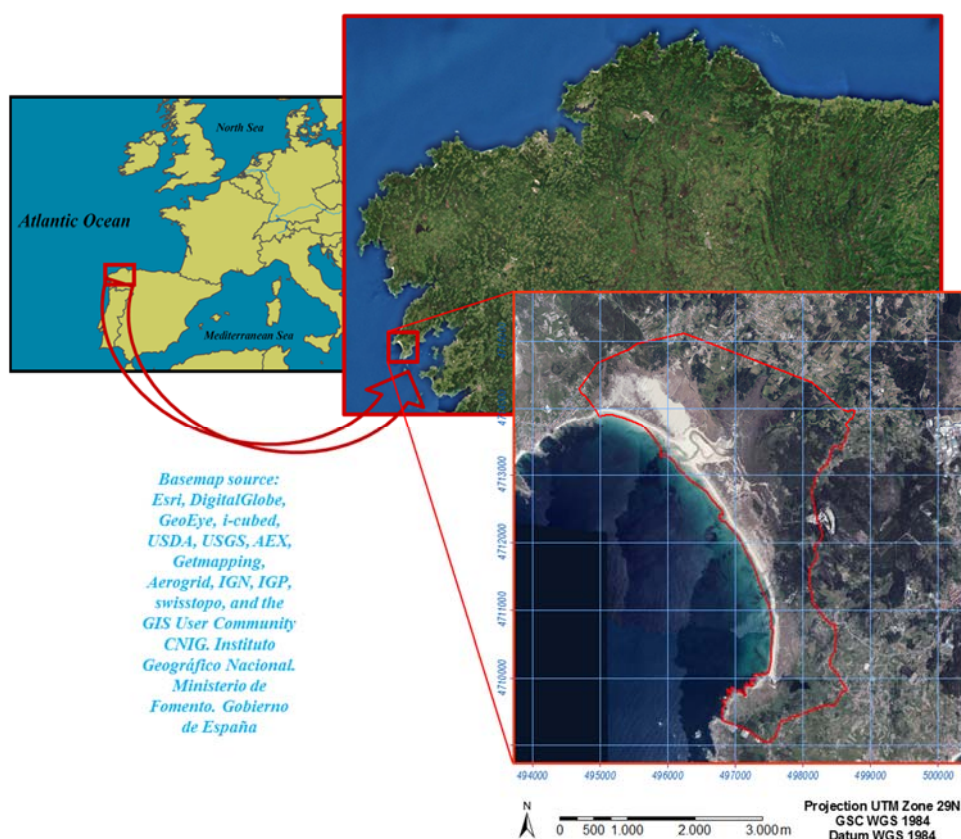 North Sea
Atlantic Ocean
Mediterranean Sea
Basemap source:
Esri, DigitalGlobe,
GeoEye, i-cubed,
USDA, USGS, AEX,
Getmapping,
Aerogrid, IGN, IGP,
swisstopo, and the
GIS User Community
CNIG. Instituto
Geográfico Nacional.
Ministerio de
Fomento. Gobierno
de España
4713000
4712000
4711000
4710000
494000 495000 496000 497000 498000 499000 500000
N
0 500 1.000 2.000 3.000 m
Projection UTM Zone 29N
GSC WGS 1984
Datum WGS 1984